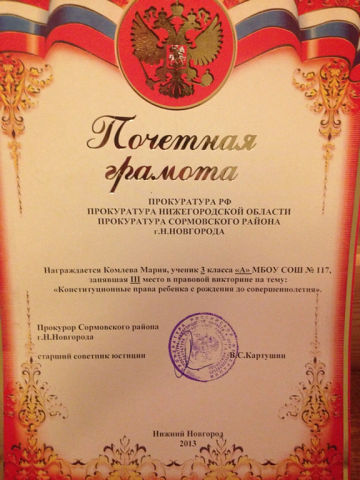 Почетная
грамота
ПРОКУРАТУРА РФ
ПРОКУРАТУРА НИЖЕГОРОДСКОЙ ОБЛАСТИ
ПРОКУРАТУРА СОРМОВСКОГО РАЙОНА
г.Н.НОВГОРОДА
Награждается Комлева Мария, ученик 3 класса «А» МБОУ СОШ № 117,
занявшая III место в правовой викторине на тему:
«Конституционные права ребенка с рождения до совершеннолетия».
Прокурор Сормовского района
г.Н.Новгорода
старший советник юстиции В.С.Картушин
Нижний Новгород
2013